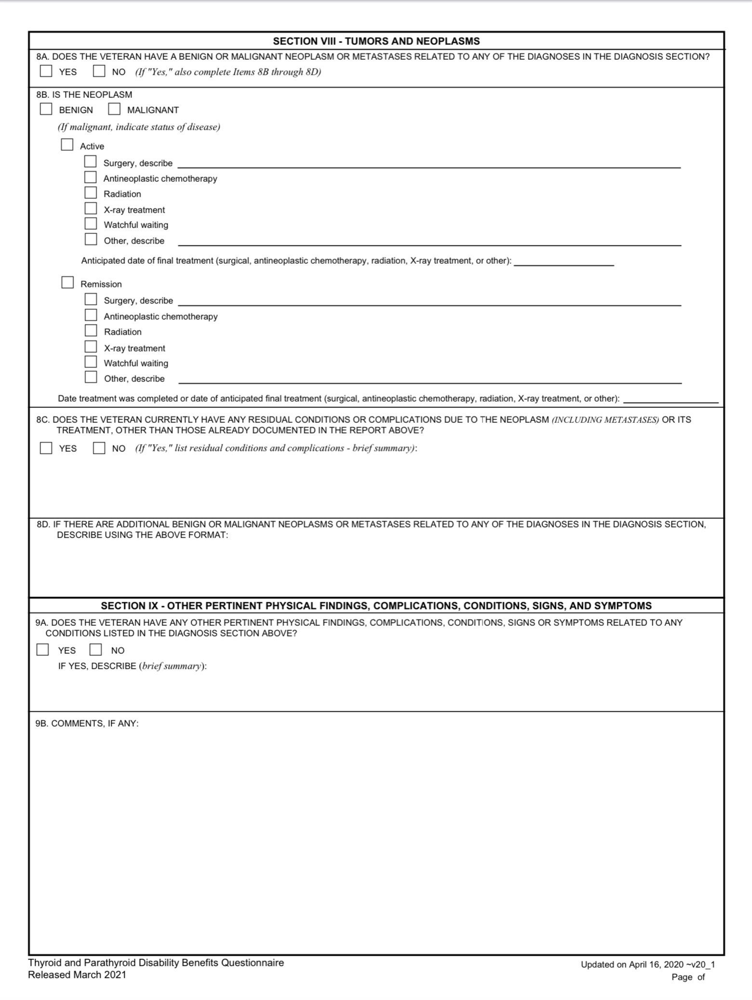 SECTION VIII - TUMORS AND NEOPLASMS
8A. DOES THE VETERAN HAVE A BENIGN OR MALIGNANT NEOPLASM OR METASTASES RELATED TO ANY OF THE DIAGNOSES IN THE DIAGNOSIS SECTION?
YES NO (If "Yes," also complete Items 8B through 8D)
8B. IS THE NEOPLASM
BENIGN MALIGNANT
(If malignant, indicate status of disease)
Active
Surgery, describe
Antineoplastic chemotherapy
Radiation
X-ray treatment
Watchful waiting
Other, describe
Anticipated date of final treatment (surgical, antineoplastic chemotherapy, radiation, X-ray treatment, or other):
Remission
Surgery, describe
Antineoplastic chemotherapy
Radiation
X-ray treatment
Watchful waiting
Other, describe
Date treatment was completed or date of anticipated final treatment (surgical, antineoplastic chemotherapy, radiation, X-ray treatment, or other):
8C. DOES THE VETERAN CURRENTLY HAVE ANY RESIDUAL CONDITIONS OR COMPLICATIONS DUE TO THE NEOPLASM (INCLUDING METASTASES) OR ITS
TREATMENT, OTHER THAN THOSE ALREADY DOCUMENTED IN THE REPORT ABOVE?
YES NO (If "Yes," list residual conditions and complications - brief summary):
8D. IF THERE ARE ADDITIONAL BENIGN OR MALIGNANT NEOPLASMS OR METASTASES RELATED TO ANY OF THE DIAGNOSES IN THE DIAGNOSIS SECTION,
DESCRIBE USING THE ABOVE FORMAT:
SECTION IX - OTHER PERTINENT PHYSICAL FINDINGS, COMPLICATIONS, CONDITIONS, SIGNS, AND SYMPTOMS
9A. DOES THE VETERAN HAVE ANY OTHER PERTINENT PHYSICAL FINDINGS, COMPLICATIONS, CONDITIONS, SIGNS OR SYMPTOMS RELATED TO ANY
CONDITIONS LISTED IN THE DIAGNOSIS SECTION ABOVE?
YES NO
IF YES, DESCRIBE (brief summary):
9B. COMMENTS, IF ANY:
Thyroid and Parathyroid Disability Benefits Questionnaire
Released March 2021
Updated on April 16, 2020 ~v20_1
Page of